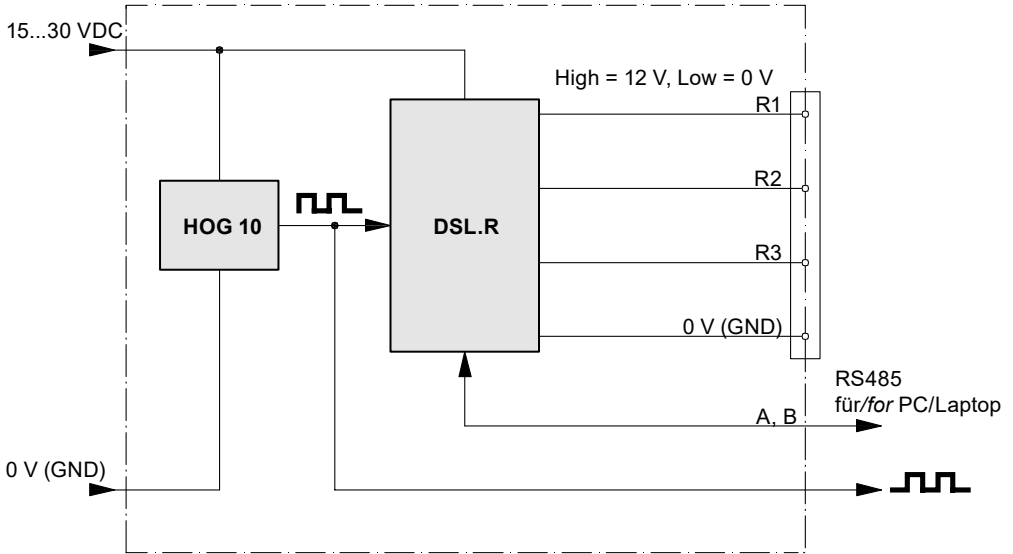 15...30 VDC
High = 12 V, Low = 0 V
R1
R2
HOG 10
DSL.R
R3
0 V (GND)
RS485
für/for PC/Laptop
A, B
0 V (GND)